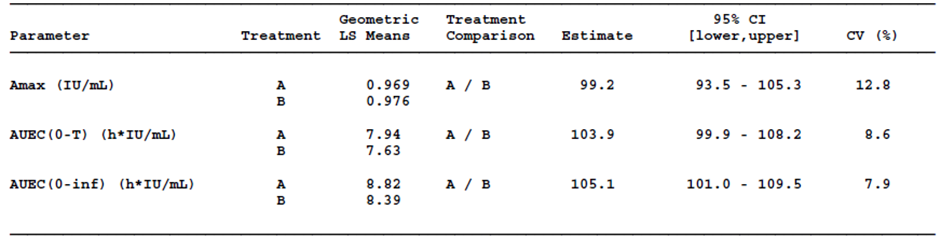 Geometric Treatment 95% CI
Parameter Treatment LS Means Comparison Estimate [lower,upper] CV (%)
Amax (IU/mL) A 0.969 A / B 99.2 93.5 - 105.3 12.8
B 0.976
AUEC(0-T) (h*IU/mL) A 7.94 A / B 103.9 99.9 - 108.2 8.6
B 7.63
AUEC(0-inf) (h*IU/mL) A 8.82 A / B 105.1 101.0 - 109.5 7.9
B 8.39